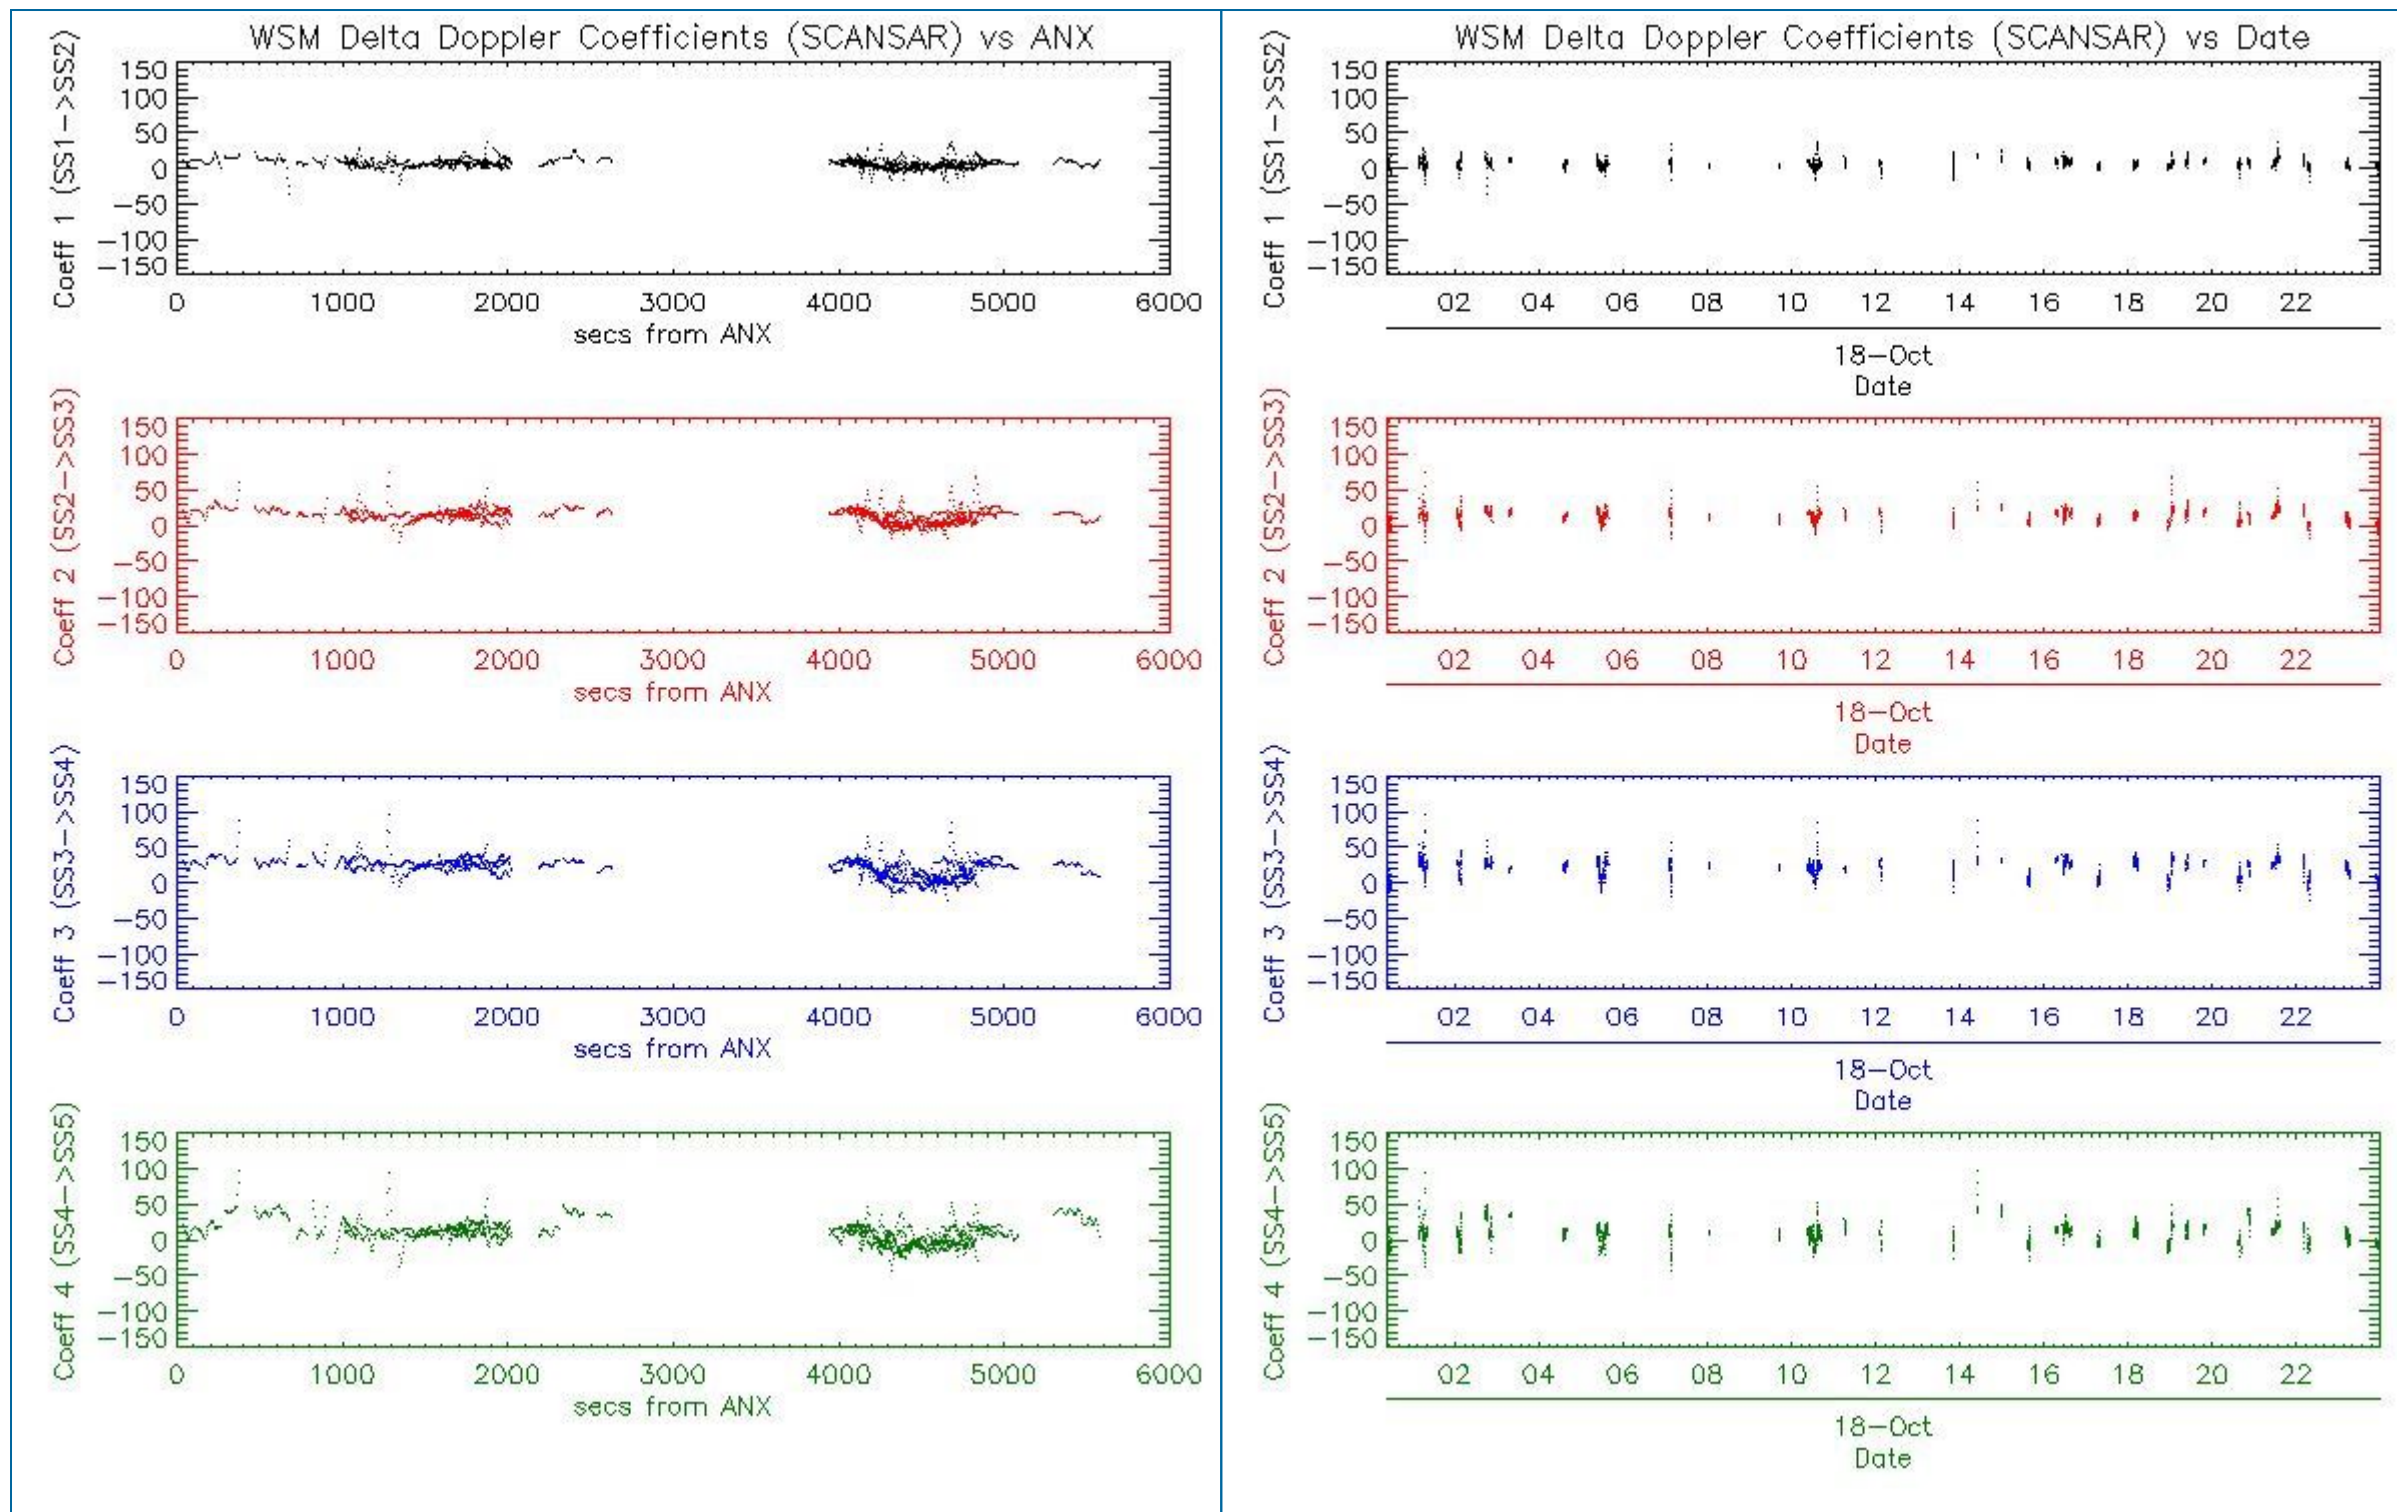 WSM Delta Doppler Coefficients (SCANSAR) vs ANX
Coeff 1 (SS1->SS2)
150
100
50
0
-50
-100
-150
0 1000 2000 3000 4000 5000 6000
secs from ANX
Coeff 2 (SS2->SS3)
150
100
50
0
-50
-100
-150
0 1000 2000 3000 4000 5000 6000
secs from ANX
Coeff 3 (SS3->SS4)
150
100
50
0
-50
-100
-150
0 1000 2000 3000 4000 5000 6000
secs from ANX
Coeff 4 (SS4->SS5)
150
100
50
0
-50
-100
-150
0 1000 2000 3000 4000 5000 6000
secs from ANX
WSM Delta Doppler Coefficients (SCANSAR) vs Date
Coeff 1 (SS1->SS2)
150
100
50
0
-50
-100
-150
02 04 06 08 10 12 14 16 18 20 22
18-Oct
Date
Coeff 2 (SS2->SS3)
150
100
50
0
-50
-100
-150
02 04 06 08 10 12 14 16 18 20 22
18-Oct
Date
Coeff 3 (SS3->SS4)
150
100
50
0
-50
-100
-150
02 04 06 08 10 12 14 16 18 20 22
18-Oct
Date
Coeff 4 (SS4->SS5)
150
100
50
0
-50
-100
-150
02 04 06 08 10 12 14 16 18 20 22
18-Oct
Date